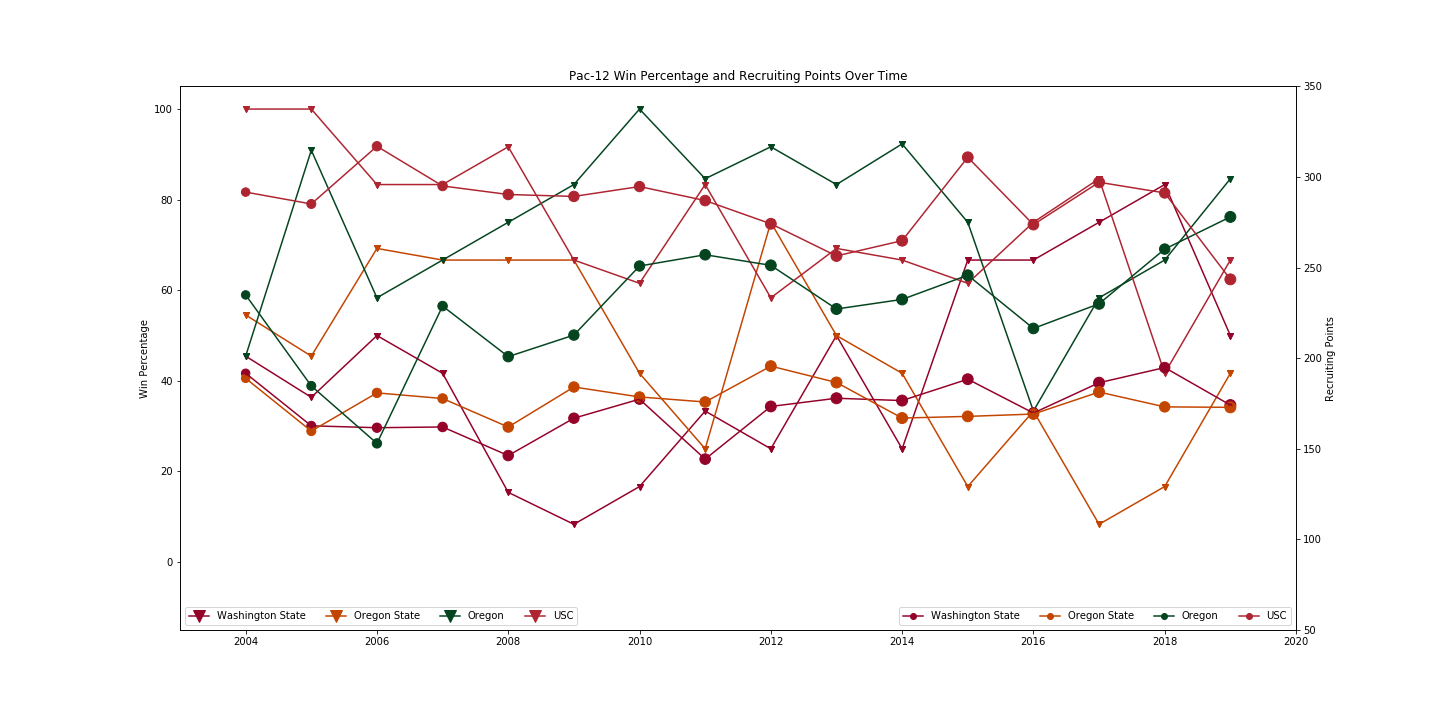 Pac-12 Win Percentage and Recruiting Points Over Time
100
80
60
40
20
0
Win Percentage
350
300
250
200
150
100
50
Recruiting Points
Washington State Oregon State Oregon USC
Washington State Oregon State Oregon USC
2004 2006 2008 2010 2012 2014 2016 2018 2020